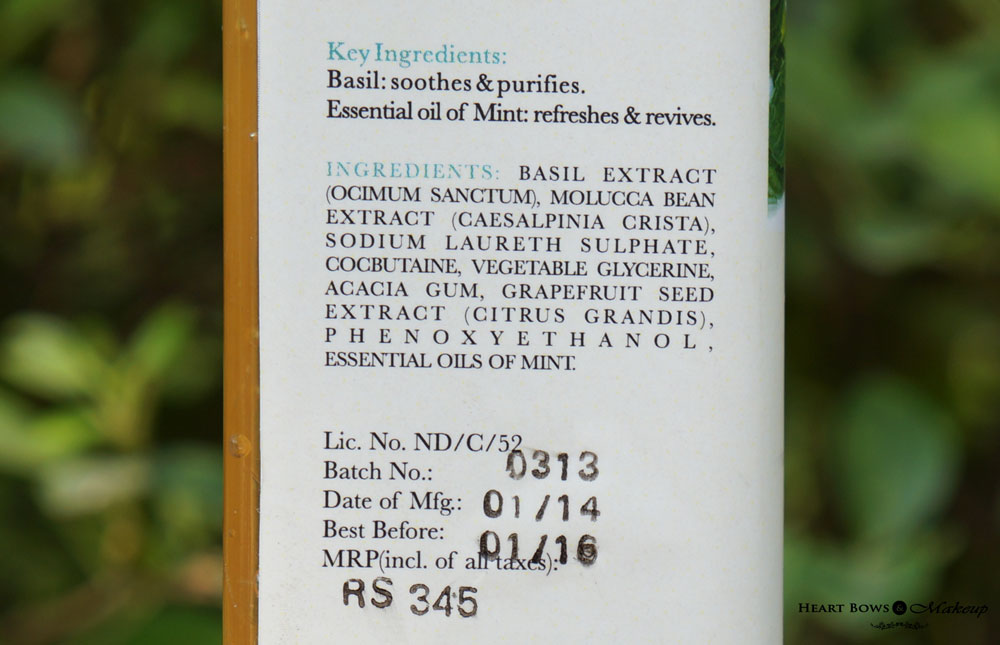 Key Ingredients:
Basil: soothes & purifies.
Essential oil of Mint: refreshes & revives.
INGREDIENTS: BASIL EXTRACT
(OCIMUM SANCTUM), MOLUCCA BEAN
EXTRACT (CAESALPINIA CRISTA),
SODIUM LAURETH SULPHATE,
COCBUTAINE, VEGETABLE GLYCERINE,
ACACIA GUM, GRAPEFRUIT SEED
EXTRACT (CITRUS GRANDIS),
PHENOXYETHANOL,
ESSENTIAL OILS OF MINT.
Lic. No. ND/C/52
Batch No.: 0313
Date of Mfg.: 01/14
Best Before: 01/16
MRP(incl. of all taxes):
RS 345
HEART BOWS & Makeup